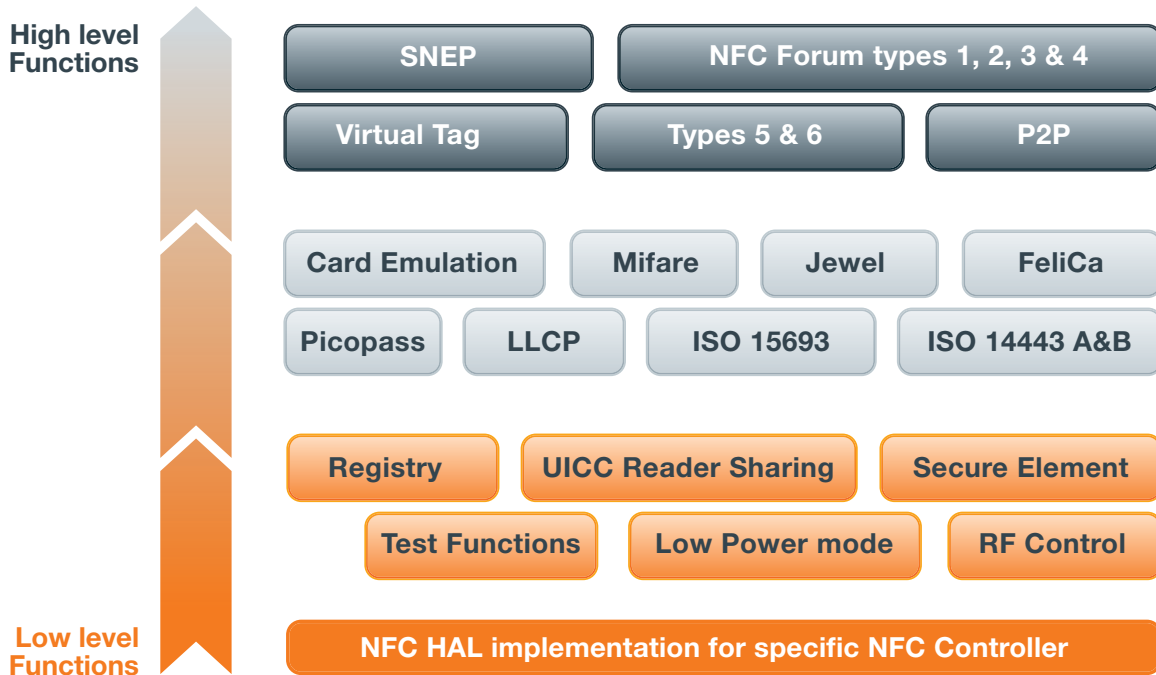 High level
Functions
SNEP
NFC Forum types 1, 2, 3 & 4
Virtual Tag
Types 5 & 6
P2P
Card Emulation
Mifare
Jewel
FeliCa
Picopass
LLCP
ISO 15693
ISO 14443 A&B
Registry
UICC Reader Sharing
Secure Element
Test Functions
Low Power mode
RF Control
Low level
Functions
NFC HAL implementation for specific NFC Controller